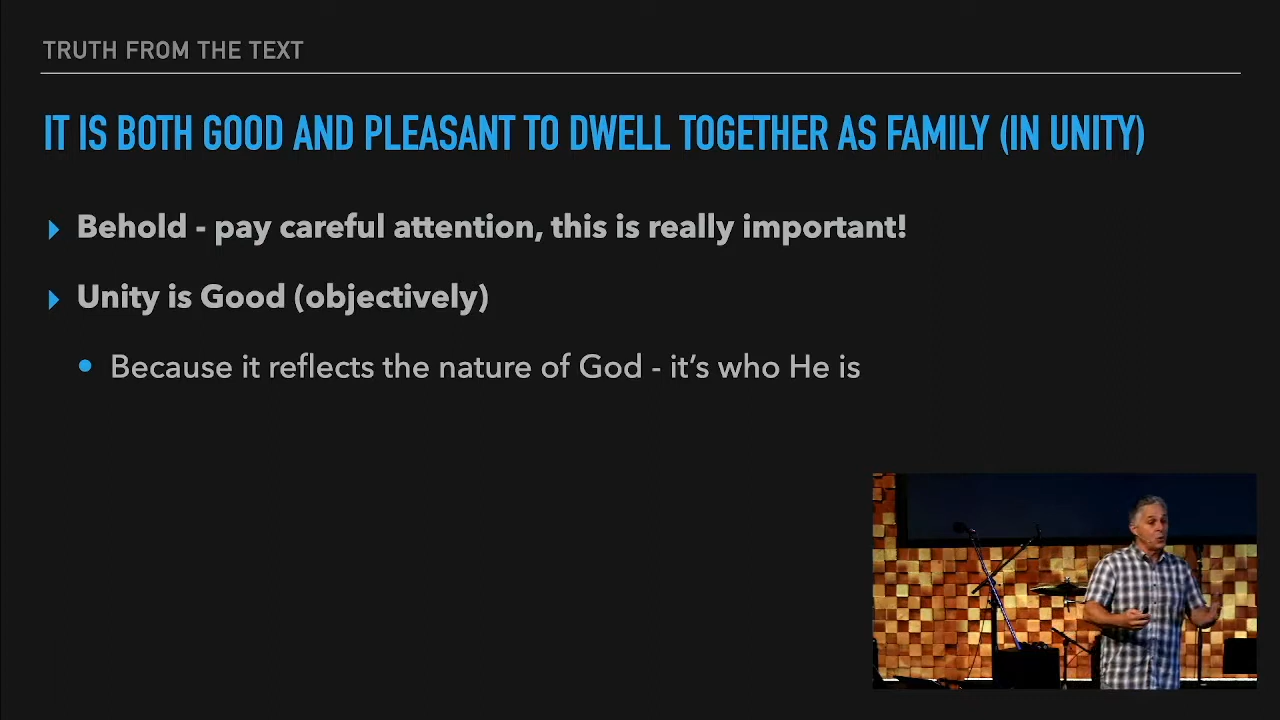 TRUTH FROM THE TEXT
IT IS BOTH GOOD AND PLEASANT TO DWELL TOGETHER AS FAMILY (IN UNITY)
Behold - pay careful attention, this is really important!
Unity is Good (objectively)
Because it reflects the nature of God - it’s who He is